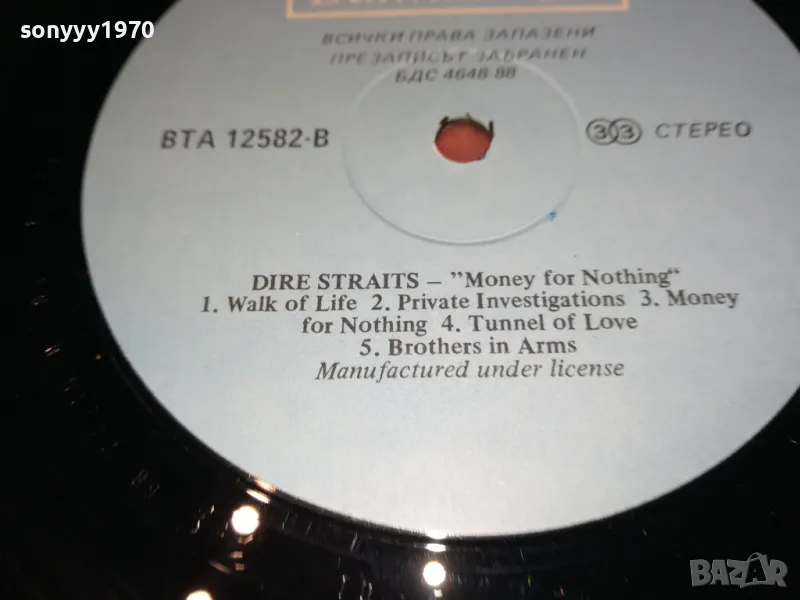 sonyyy1970
ВСИЧКИ ПРАВА ЗАПАЗЕНИ
ПРЕЗАПИСЪТ ЗАБРАНЕН
БДС 4648-88
ВТА 12582-В
33 СТЕРЕО
DIRE STRAITS – ”Money for Nothing“
1. Walk of Life 2. Private Investigations 3. Money
for Nothing 4. Tunnel of Love
5. Brothers in Arms
Manufactured under license
BAZAR